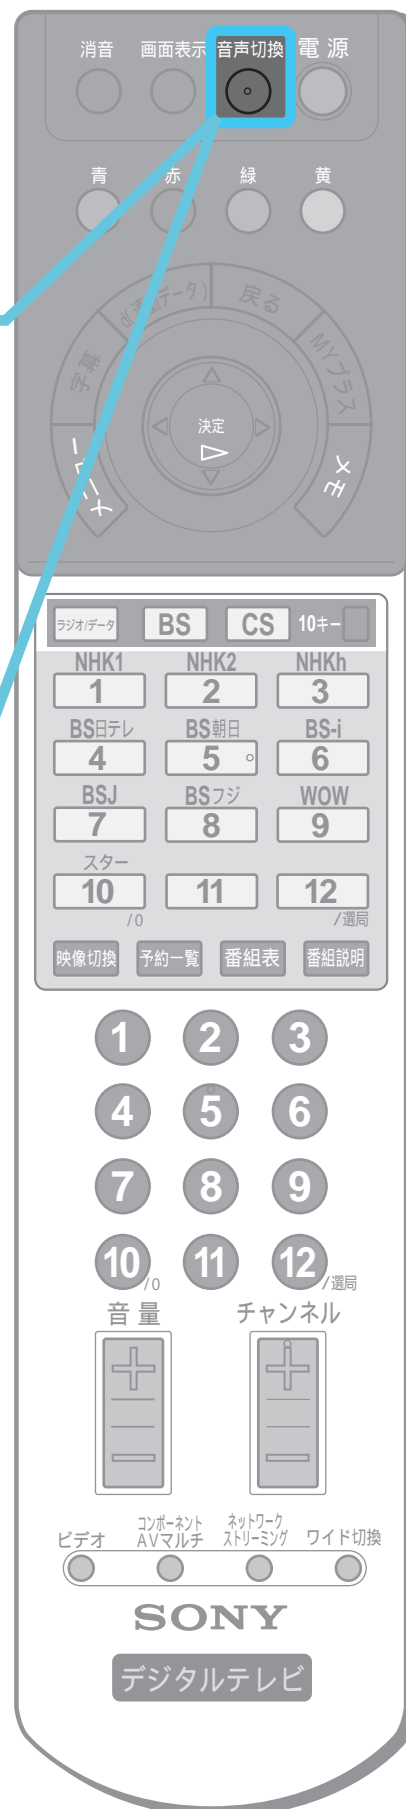 消音 画面表示 音声切換 電源
青 赤 緑 黄
戻る
字幕
MYプラス
決定
メニュー
メモ
ラジオ/データ BS CS 10キー
NHK1 NHK2 NHKh
1 2 3
BS日テレ BS朝日 BS-i
4 5 6
BSJ BSフジ WOW
7 8 9
スター
10 11 12
/0 /選局
映像切換 予約一覧 番組表 番組説明
1 2 3
4 5 6
7 8 9
10 11 12
/0 /選局
音量 チャンネル
コンポーネント ネットワーク
ビデオ AVマルチ ストリーミング ワイド切換
SONY
デジタルテレビ